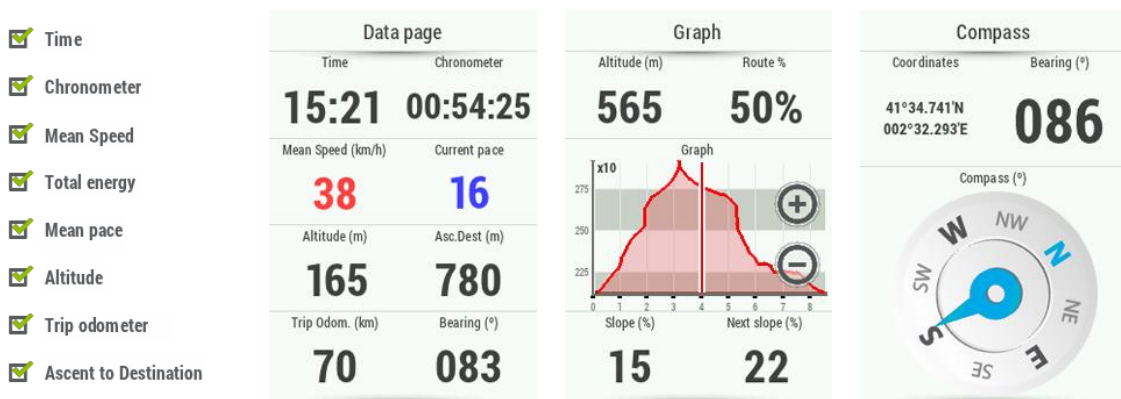 Time
Chronometer
Mean Speed
Total energy
Mean pace
Altitude
Trip odometer
Ascent to Destination
Data page
Time Chronometer
15:21 00:54:25
Mean Speed (km/h) Current pace
38 16
Altitude (m) Asc.Dest (m)
165 780
Trip Odom. (km) Bearing (º)
70 083
Graph
Altitude (m) Route %
565 50%
Graph
x10
275
250
225
0 1 2 3 4 5 6 7 8
Slope (%) Next slope (%)
15 22
Compass
Coordinates Bearing (º)
41°34.741'N
002°32.293'E
086
Compass (º)
N
NE
E
SE
S
SW
W
NW